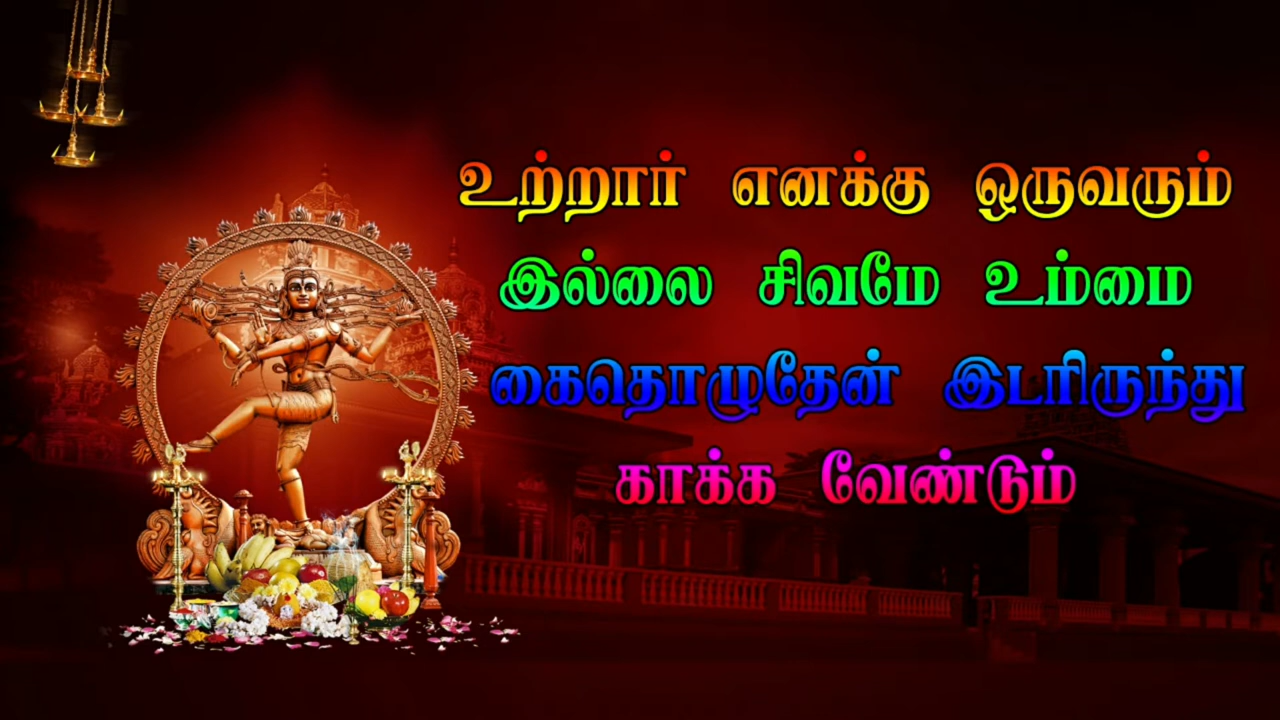 உற்றார் எனக்கு ஒருவரும்
இல்லை சிவமே உம்மை
கைதொழுதேன் இடரிருந்து
காக்க வேண்டும்